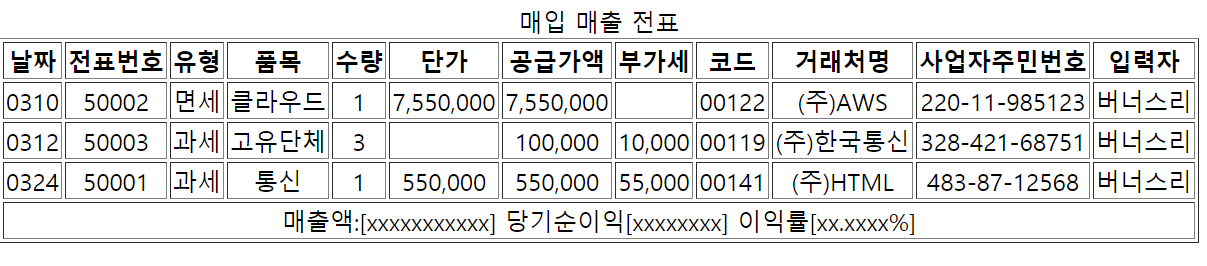 매입 매출 전표
날짜 전표번호 유형 품목 수량 단가 공급가액 부가세 코드 거래처명 사업자주민번호 입력자
0310 50002 면세 클라우드 1 7,550,000 7,550,000 00122 (주)AWS 220-11-985123 버너스리
0312 50003 과세 고유단체 3 100,000 10,000 00119 (주)한국통신 328-421-68751 버너스리
0324 50001 과세 통신 1 550,000 550,000 55,000 00141 (주)HTML 483-87-12568 버너스리
매출액:[xxxxxxxxxxx] 당기순이익[xxxxxxxx] 이익률[xx.xxxx%]